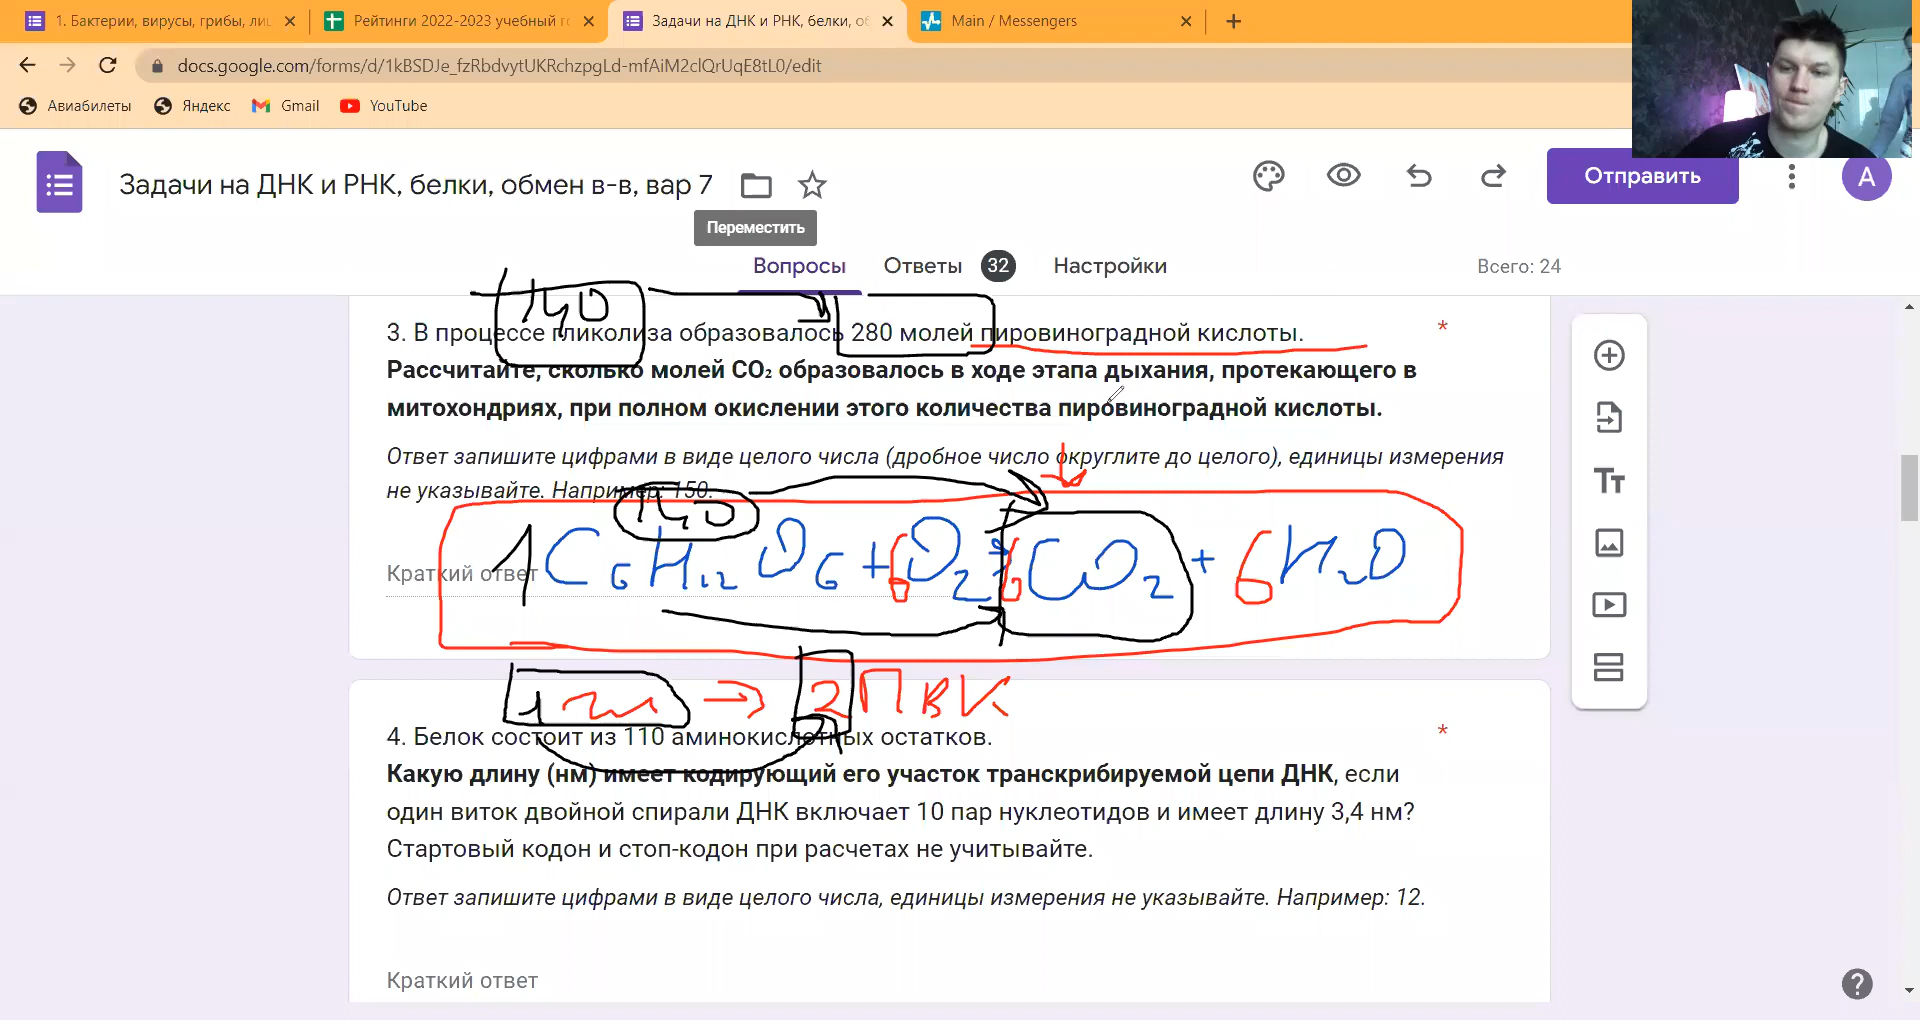 1. Бактерии, вирусы, грибы, ли
Рейтинги 2022-2023 учебный г
Задачи на ДНК и РНК, белки, о
Main / Messengers
docs.google.com/forms/d/1kBSDJe_fzRbdvytUKRchzpgLd-mfAiM2clQrUqE8tL0/edit
Авиабилеты
Яндекс
Gmail
YouTube
Задачи на ДНК и РНК, белки, обмен в-в, вар 7
Отправить
A
Переместить
Вопросы
Ответы 32
Настройки
Всего: 24
140
3. В процессе гликолиза образовалось 280 молей пировиноградной кислоты. *
Рассчитайте, сколько молей CO₂ образовалось в ходе этапа дыхания, протекающего в
митохондриях, при полном окислении этого количества пировиноградной кислоты.
Ответ запишите цифрами в виде целого числа (дробное число округлите до целого), единицы измерения
не указывайте. Например: 150.
140
1C₆H₁₂O₆ + 6O₂ → 6CO₂ + 6H₂O
Краткий ответ
1 гл → 2 ПВК
4. Белок состоит из 110 аминокислотных остатков. *
Какую длину (нм) имеет кодирующий его участок транскрибируемой цепи ДНК, если
один виток двойной спирали ДНК включает 10 пар нуклеотидов и имеет длину 3,4 нм?
Стартовый кодон и стоп-кодон при расчетах не учитывайте.
Ответ запишите цифрами в виде целого числа, единицы измерения не указывайте. Например: 12.
Краткий ответ